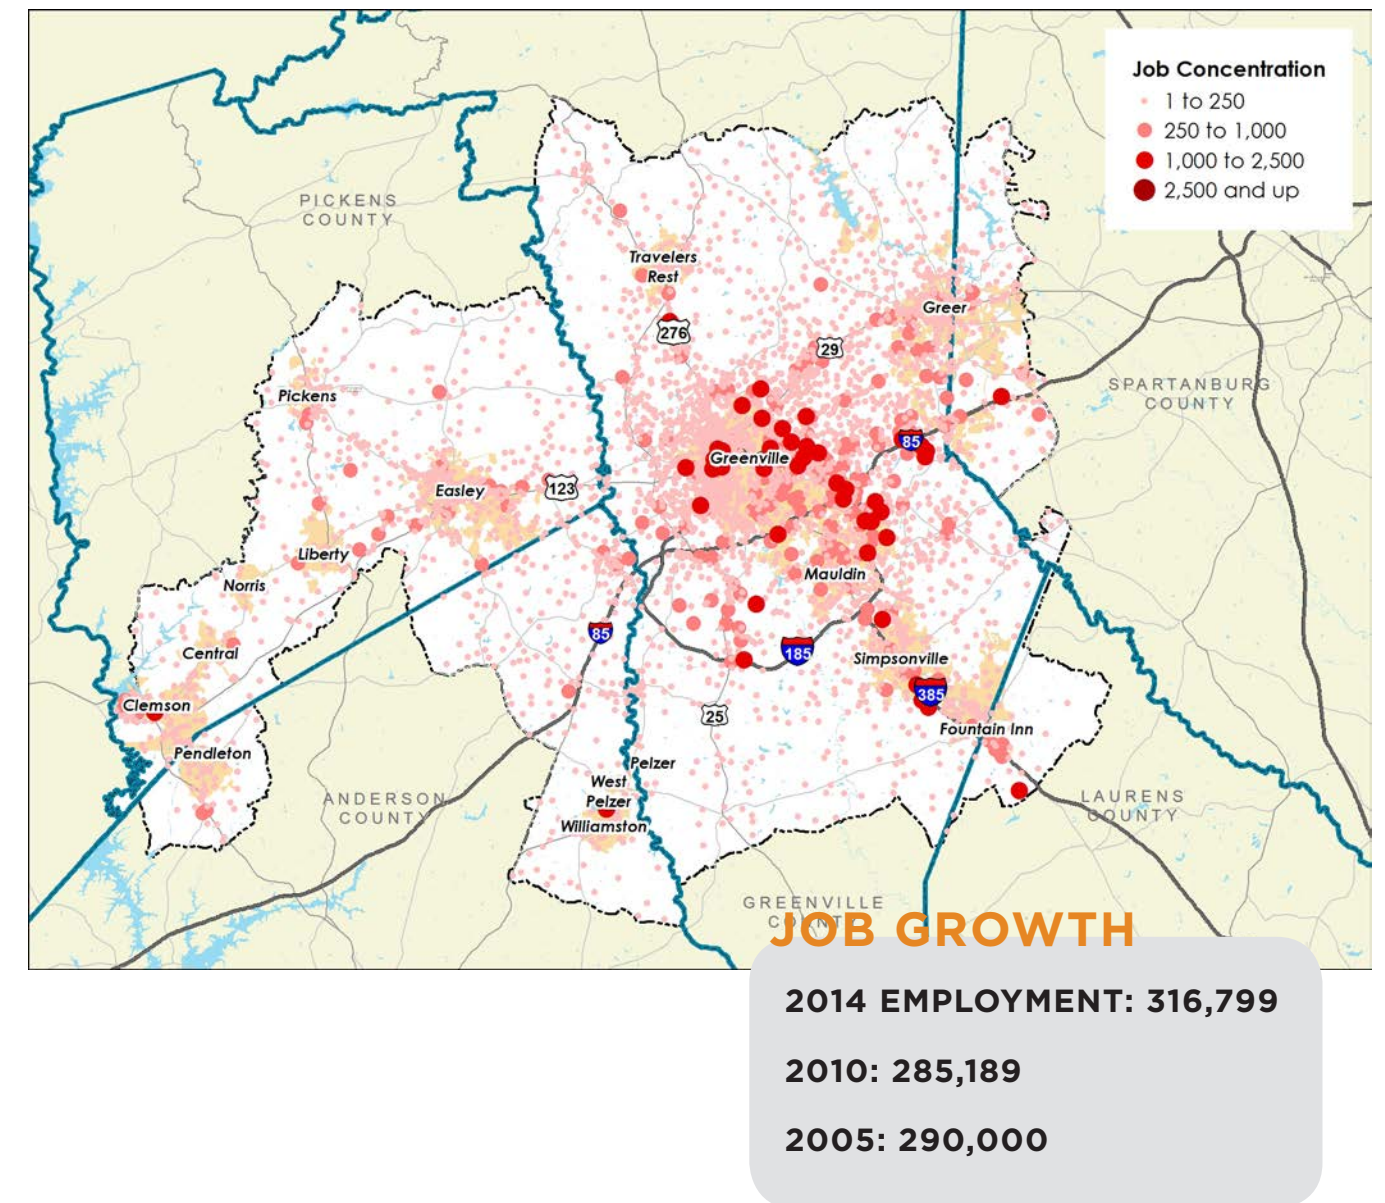 Job Concentration
1 to 250
250 to 1,000
1,000 to 2,500
2,500 and up
PICKENS
COUNTY
Travelers
Rest
Greer
276
29
SPARTANBURG
COUNTY
Pickens
85
Greenville
Easley
123
Liberty
Mauldin
Norris
85
185
Central
Simpsonville
385
Clemson
25
Fountain Inn
Pendleton
Pelzer
West
Pelzer
ANDERSON
COUNTY
LAURENS
COUNTY
Williamston
GREENVILLE
COUNTY
JOB GROWTH
2014 EMPLOYMENT: 316,799
2010: 285,189
2005: 290,000